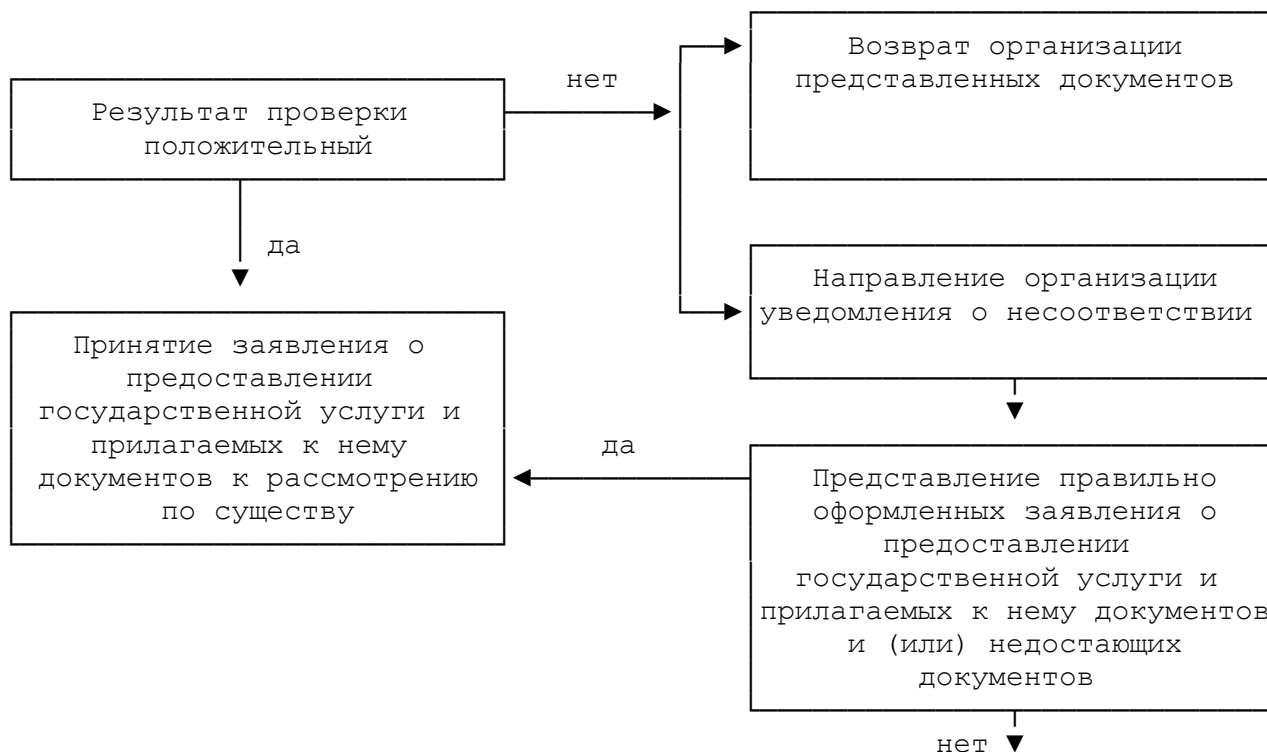 Возврат организации
представленных документов
нет
Результат проверки
положительный
да
Направление организации
уведомления о несоответствии
Принятие заявления о
предоставлении
государственной услуги и
прилагаемых к нему
документов к рассмотрению
по существу
да
Представление правильно
оформленных заявления о
предоставлении
государственной услуги и
прилагаемых к нему документов
и (или) недостающих
документов
нет